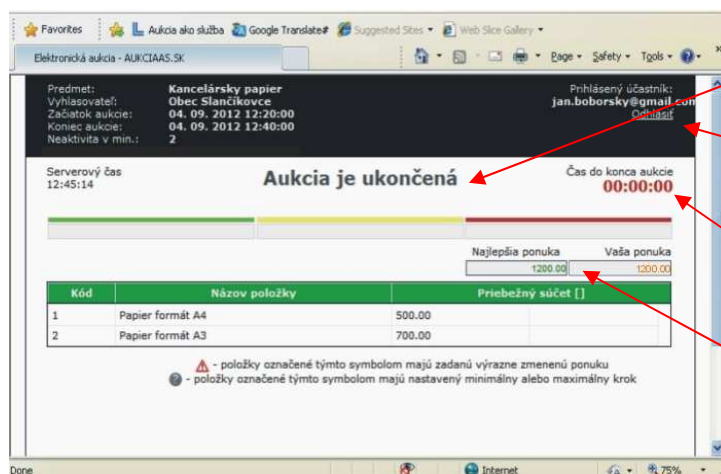 Favorites Aukcia ako služba Google Translate# Suggested Sites Web Slice Gallery
Elektronická aukcia - AUKCIAAS.SK Page Safety Tools
Predmet: Kancelársky papier
Vyhlasovateľ: Obec Slančíkovce
Začiatok aukcie: 04. 09. 2012 12:20:00
Koniec aukcie: 04. 09. 2012 12:40:00
Neaktivita v min.: 2
Prihlásený účastník:
jan.boborsky@gmail.com
Odhlásiť
Serverový čas
12:45:14
Aukcia je ukončená
Čas do konca aukcie
00:00:00
Najlepšia ponuka Vaša ponuka
1200.00 1200.00
Kód Názov položky Priebežný súčet []
1 Papier formát A4 500.00
2 Papier formát A3 700.00
- položky označené týmto symbolom majú zadanú výrazne zmenenú ponuku
- položky označené týmto symbolom majú nastavený minimálny alebo maximálny krok
Done Internet 75%